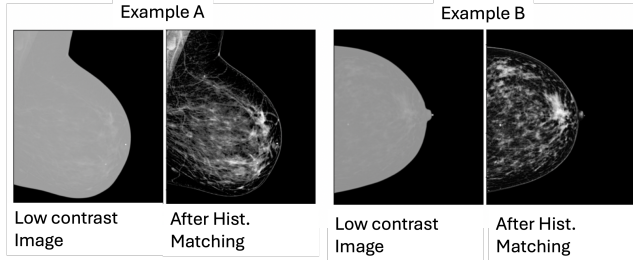 Example A
Low contrast
Image
After Hist.
Matching
Example B
Low contrast
Image
After Hist.
Matching